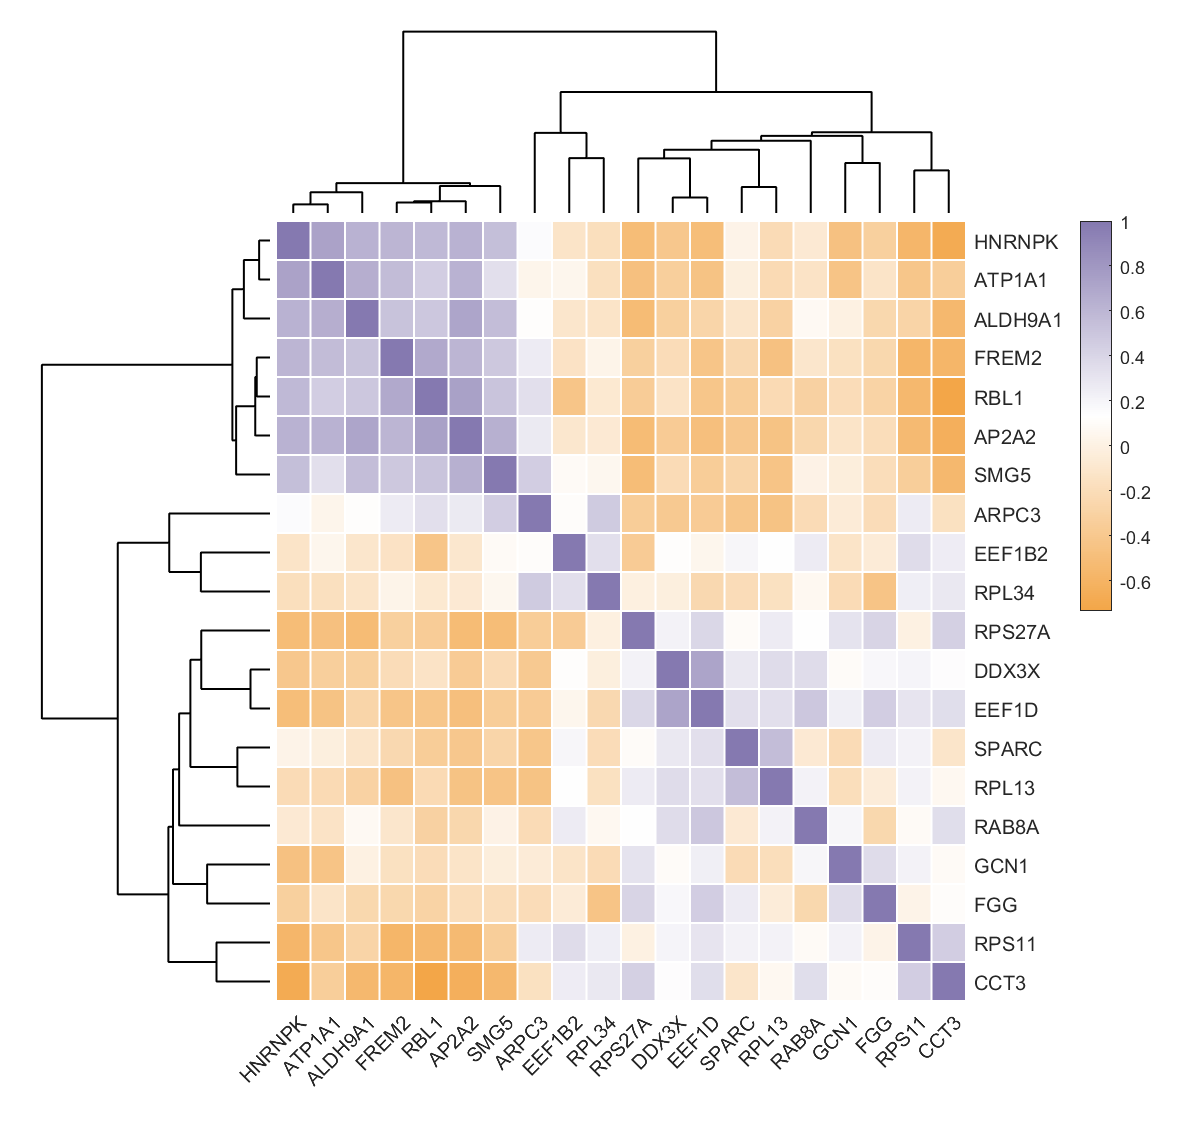 HNRNPK
ATP1A1
ALDH9A1
FREM2
RBL1
AP2A2
SMG5
ARPC3
EEF1B2
RPL34
RPS27A
DDX3X
EEF1D
SPARC
RPL13
RAB8A
GCN1
FGG
RPS11
CCT3
1
0.8
0.6
0.4
0.2
0
-0.2
-0.4
-0.6
HNRNPK
ATP1A1
ALDH9A1
FREM2
RBL1
AP2A2
SMG5
ARPC3
EEF1B2
RPL34
RPS27A
DDX3X
EEF1D
SPARC
RPL13
RAB8A
GCN1
FGG
RPS11
CCT3